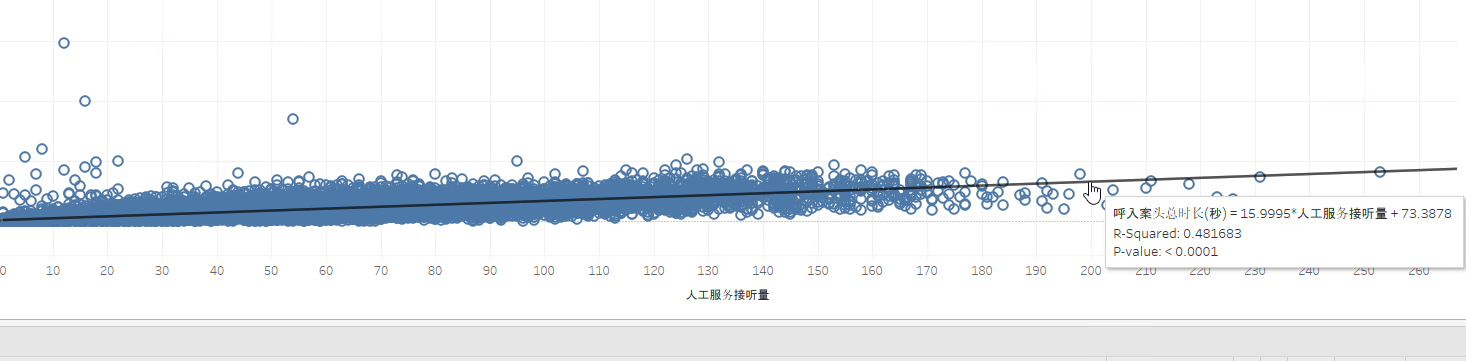 呼入案头总时长(秒) = 15.9995*人工服务接听量 + 73.3878
R-Squared: 0.481683
P-value: < 0.0001
0 10 20 30 40 50 60 70 80 90 100 110 120 130 140 150 160 170 180 190 200 210 220 230 240 250 260
人工服务接听量